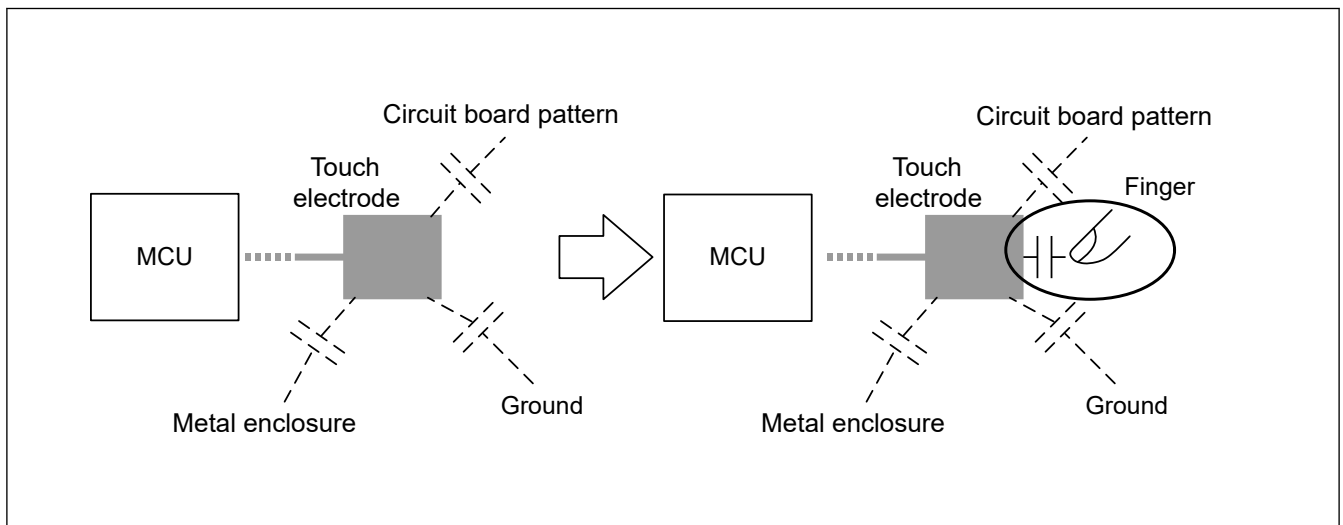 Circuit board pattern
Touch
electrode
MCU
Metal enclosure
Ground
Circuit board pattern
Touch
electrode
Finger
MCU
Metal enclosure
Ground